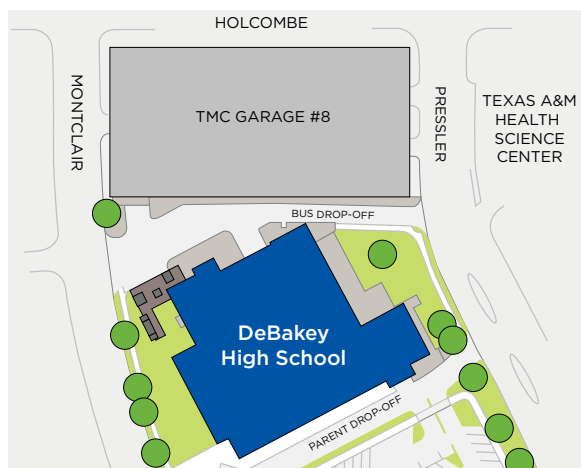 HOLCOMBE
MONTCLAIR
TMC GARAGE #8
PRESSLER
TEXAS A&M
HEALTH
SCIENCE
CENTER
BUS DROP-OFF
DeBakey
High School
PARENT DROP-OFF